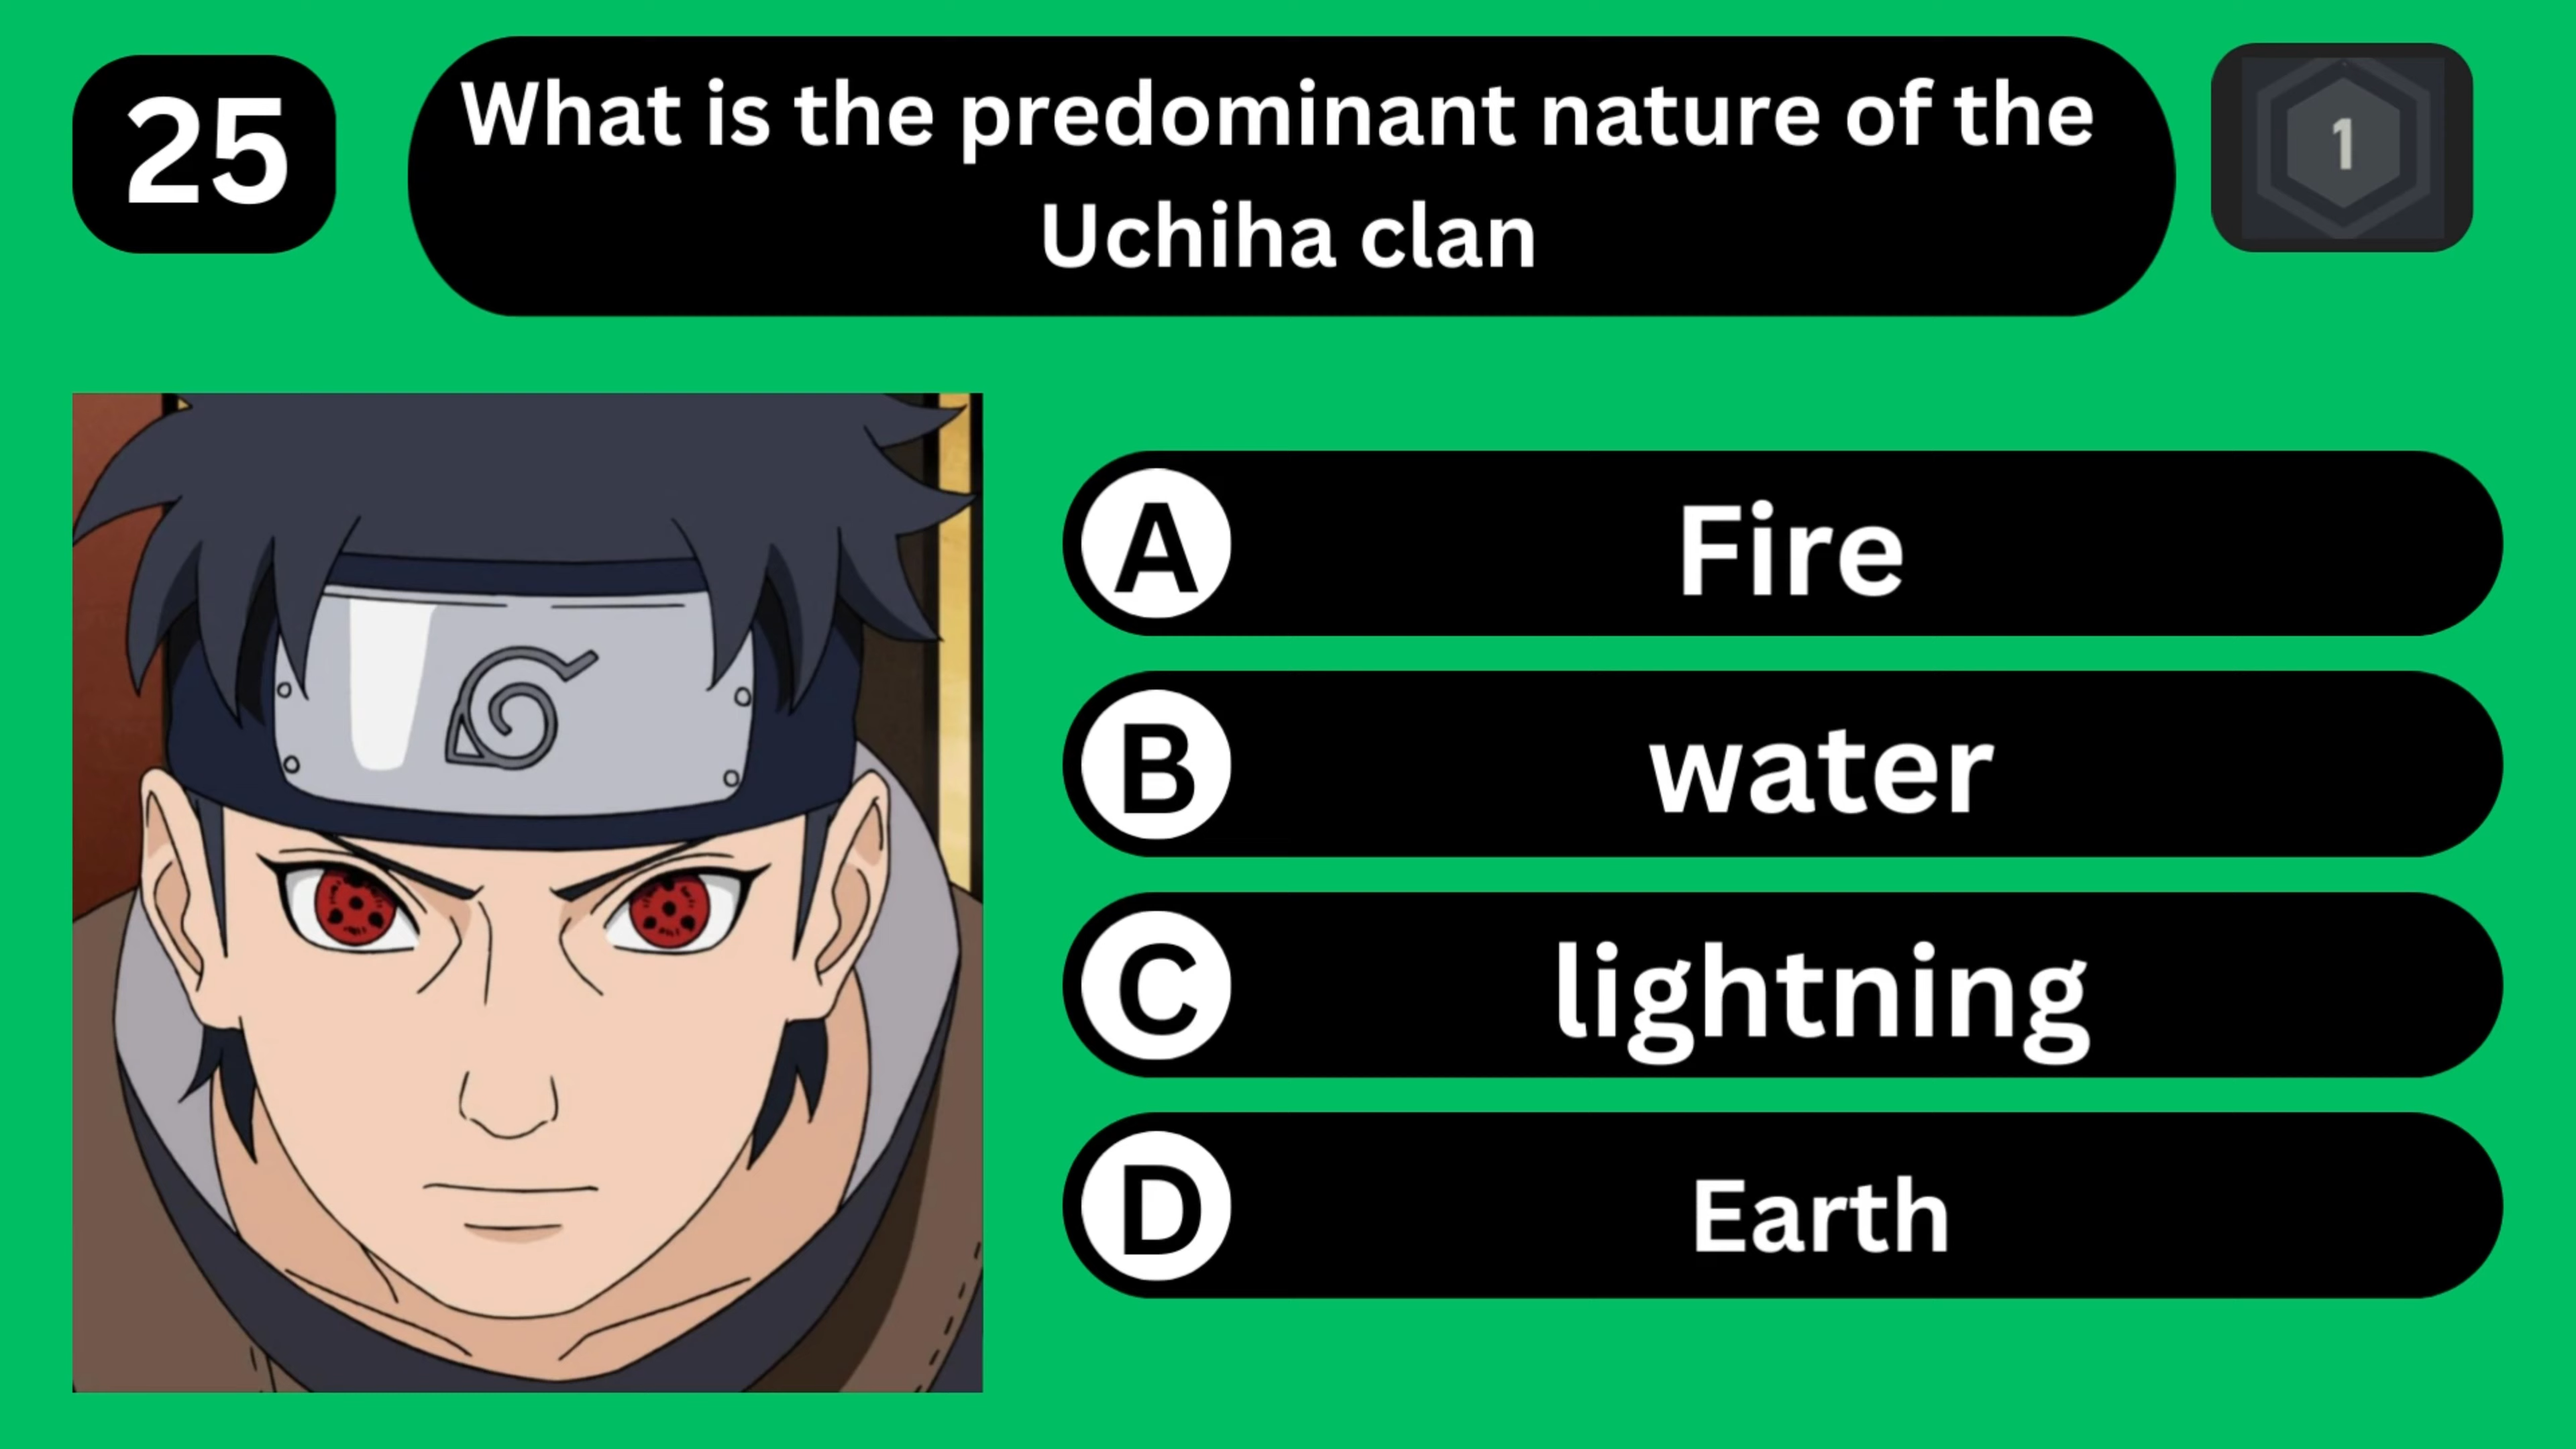 25
What is the predominant nature of the
Uchiha clan
1
A
Fire
B
water
C
lightning
D
Earth